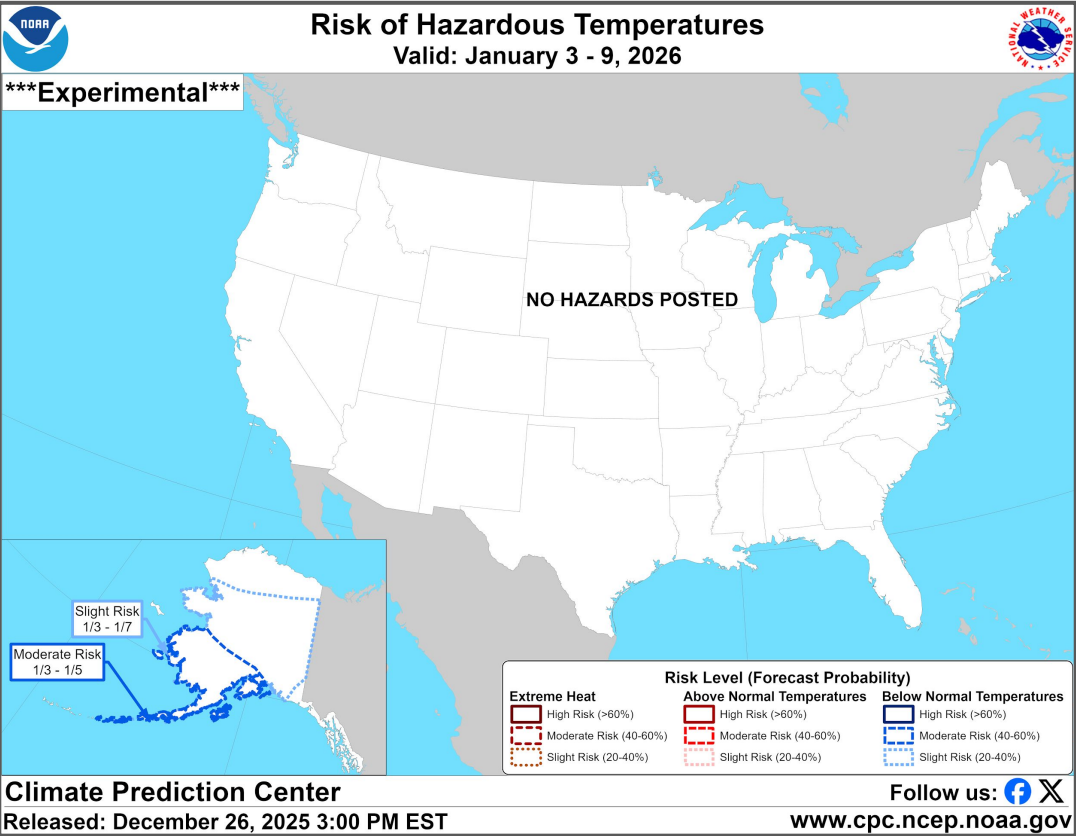 NOAA
Risk of Hazardous Temperatures
Valid: January 3 - 9, 2026
NATIONAL WEATHER SERVICE
***Experimental***
NO HAZARDS POSTED
Slight Risk
1/3 - 1/7
Moderate Risk
1/3 - 1/5
Risk Level (Forecast Probability)
Extreme Heat
High Risk (>60%)
Moderate Risk (40-60%)
Slight Risk (20-40%)
Above Normal Temperatures
High Risk (>60%)
Moderate Risk (40-60%)
Slight Risk (20-40%)
Below Normal Temperatures
High Risk (>60%)
Moderate Risk (40-60%)
Slight Risk (20-40%)
Climate Prediction Center
Follow us:
Released: December 26, 2025 3:00 PM EST
www.cpc.ncep.noaa.gov